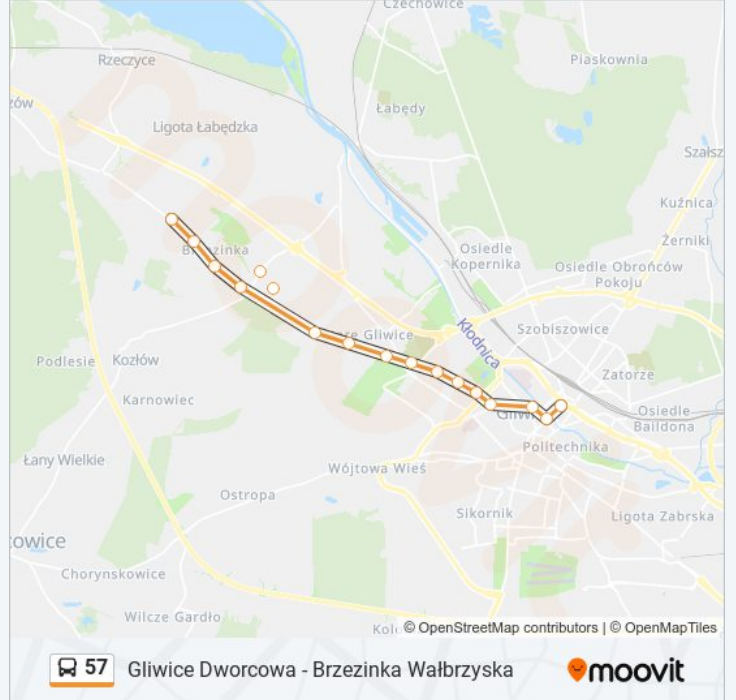 Czechowice
Rzeczyce
Piaskownia
zów
Łabędy
Ligota Łabędzka
Szałsz
Kuźnica
Żerniki
Osiedle
Kopernika
Osiedle Obrońców
Pokoju
Kłodnica
Szobiszowice
Podlesie
Kozłów
Zatorze
Karnowiec
Osiedle
Baildona
Politechnika
Łany Wielkie
Wójtowa Wieś
Ostropa
Sikornik
Ligota Zabrska
owice
Chorynskowice
Wilcze Gardło
© OpenStreetMap contributors | © OpenMapTiles
57 Gliwice Dworcowa - Brzezinka Wałbrzyska moovit